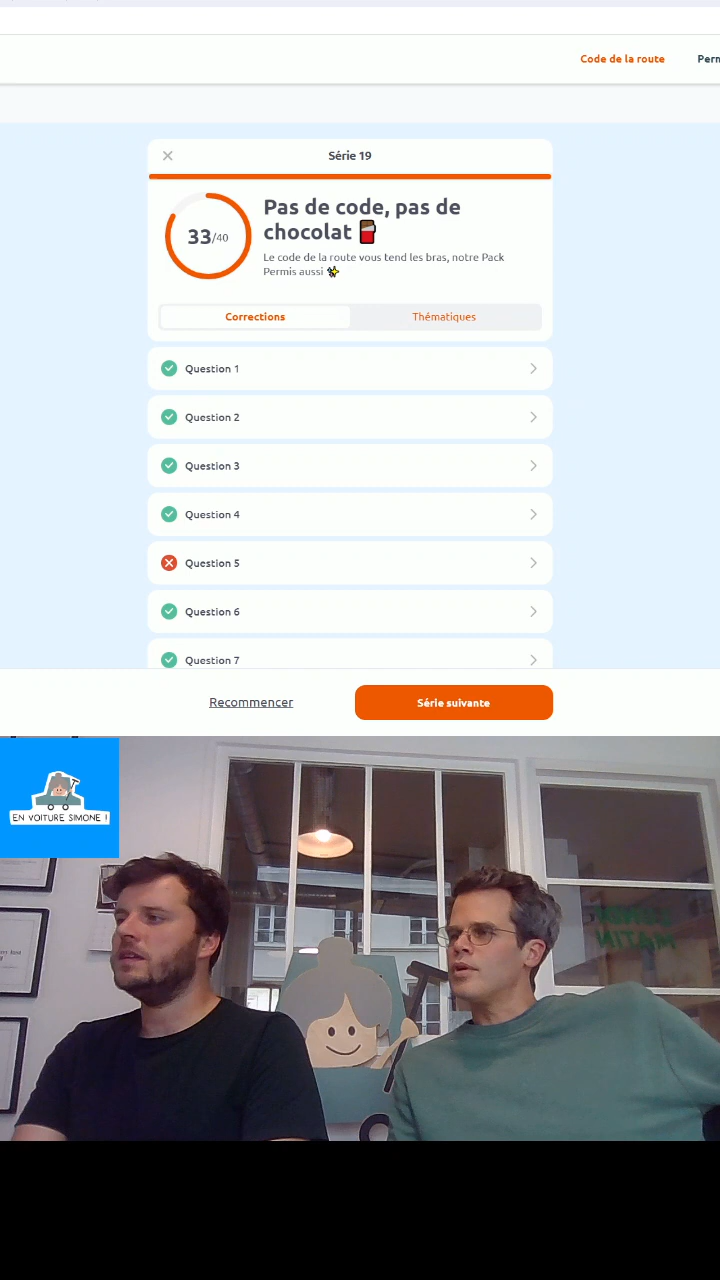 Code de la route
Série 19
33/40
Pas de code, pas de
chocolat
Le code de la route vous tend les bras, notre Pack
Permis aussi
Corrections
Thématiques
Question 1
Question 2
Question 3
Question 4
Question 5
Question 6
Question 7
Recommencer
Série suivante
EN VOITURE SIMONE !